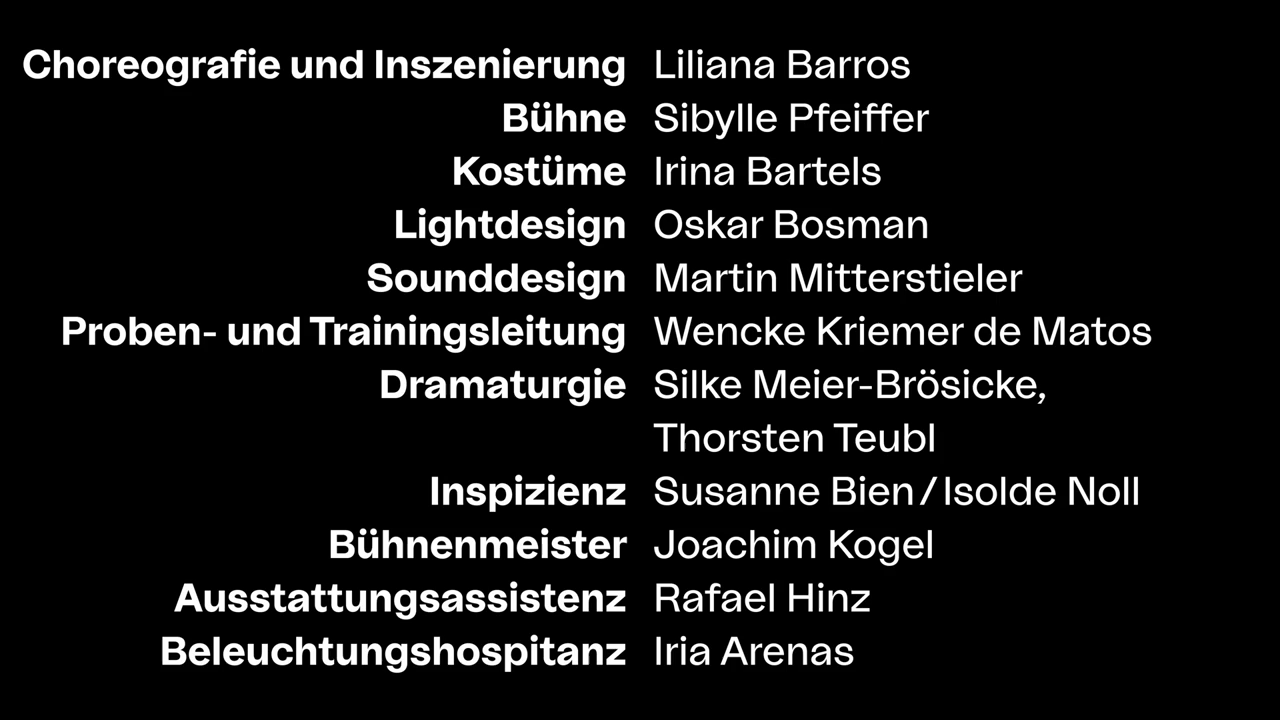 Choreografie und Inszenierung Liliana Barros
Bühne Sibylle Pfeiffer
Kostüme Irina Bartels
Lightdesign Oskar Bosman
Sounddesign Martin Mitterstieler
Proben- und Trainingsleitung Wencke Kriemer de Matos
Dramaturgie Silke Meier-Brösicke,
Thorsten Teubl
Inspizienz Susanne Bien / Isolde Noll
Bühnenmeister Joachim Kogel
Ausstattungsassistenz Rafael Hinz
Beleuchtungshospitanz Iria Arenas